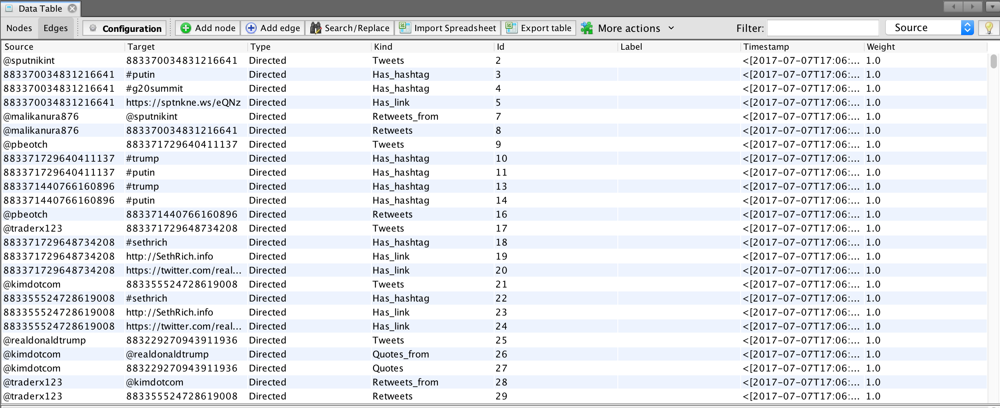 Data Table
Nodes Edges Configuration Add node Add edge Search/Replace Import Spreadsheet Export table More actions Filter: Source
Source Target Type Kind Id Label Timestamp Weight
@sputnikint 883370034831216641 Directed Tweets 2 <[2017-07-07T17:06:... 1.0
883370034831216641 #putin Directed Has_hashtag 3 <[2017-07-07T17:06:... 1.0
883370034831216641 #g20summit Directed Has_hashtag 4 <[2017-07-07T17:06:... 1.0
883370034831216641 https://sptnkne.ws/eQNz Directed Has_link 5 <[2017-07-07T17:06:... 1.0
@malikanura876 @sputnikint Directed Retweets_from 7 <[2017-07-07T17:06:... 1.0
@malikanura876 883370034831216641 Directed Retweets 8 <[2017-07-07T17:06:... 1.0
@pbeotch 883371729640411137 Directed Tweets 9 <[2017-07-07T17:06:... 1.0
883371729640411137 #trump Directed Has_hashtag 10 <[2017-07-07T17:06:... 1.0
883371729640411137 #putin Directed Has_hashtag 11 <[2017-07-07T17:06:... 1.0
883371440766160896 #trump Directed Has_hashtag 13 <[2017-07-07T17:06:... 1.0
883371440766160896 #putin Directed Has_hashtag 14 <[2017-07-07T17:06:... 1.0
@pbeotch 883371440766160896 Directed Retweets 16 <[2017-07-07T17:06:... 1.0
@traderx123 883371729648734208 Directed Tweets 17 <[2017-07-07T17:06:... 1.0
883371729648734208 #sethrich Directed Has_hashtag 18 <[2017-07-07T17:06:... 1.0
883371729648734208 http://SethRich.info Directed Has_link 19 <[2017-07-07T17:06:... 1.0
883371729648734208 https://twitter.com/real... Directed Has_link 20 <[2017-07-07T17:06:... 1.0
@kimdotcom 883355524728619008 Directed Tweets 21 <[2017-07-07T17:06:... 1.0
883355524728619008 #sethrich Directed Has_hashtag 22 <[2017-07-07T17:06:... 1.0
883355524728619008 http://SethRich.info Directed Has_link 23 <[2017-07-07T17:06:... 1.0
883355524728619008 https://twitter.com/real... Directed Has_link 24 <[2017-07-07T17:06:... 1.0
@realdonaldtrump 883229270943911936 Directed Tweets 25 <[2017-07-07T17:06:... 1.0
@kimdotcom @realdonaldtrump Directed Quotes_from 26 <[2017-07-07T17:06:... 1.0
@kimdotcom 883229270943911936 Directed Quotes 27 <[2017-07-07T17:06:... 1.0
@traderx123 @kimdotcom Directed Retweets_from 28 <[2017-07-07T17:06:... 1.0
@traderx123 883355524728619008 Directed Retweets 29 <[2017-07-07T17:06:... 1.0